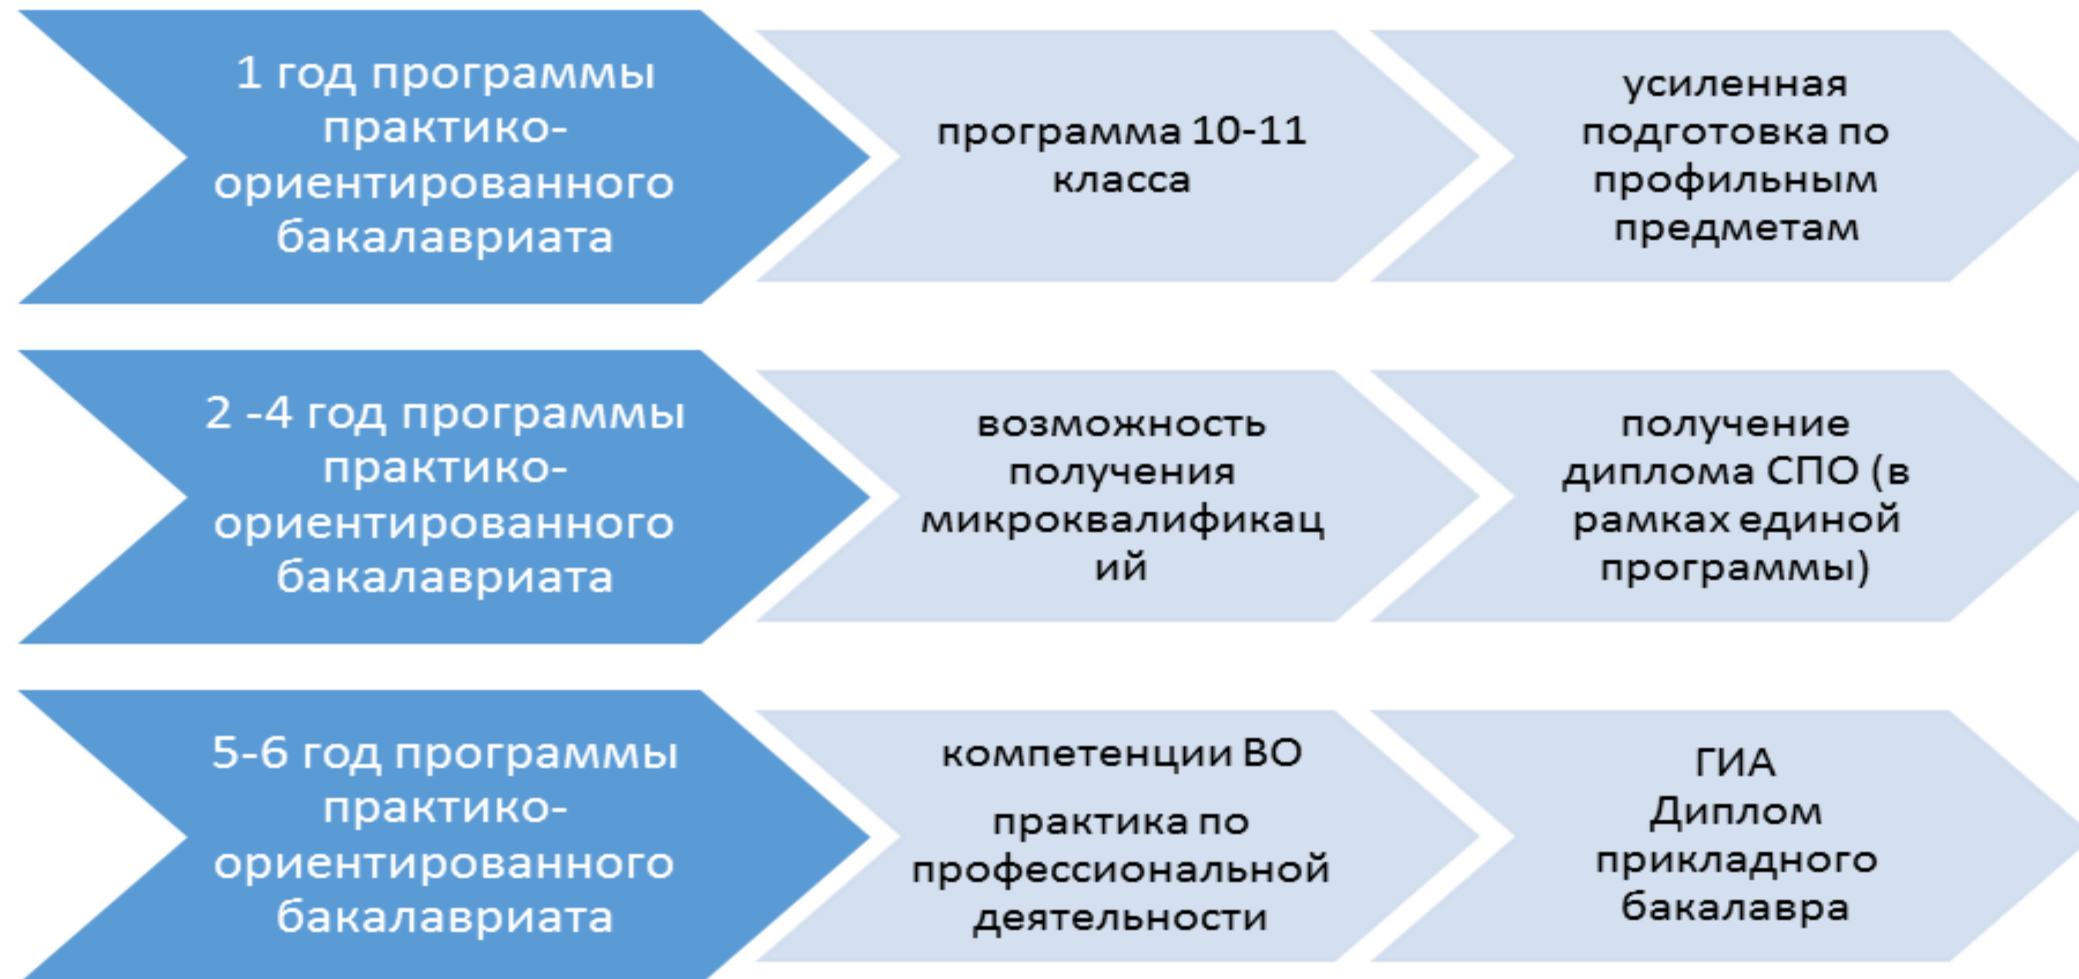 1 год программы
практико-
ориентированного
бакалавриата
программа 10-11
класса
усиленная
подготовка по
профильным
предметам
2 -4 год программы
практико-
ориентированного
бакалавриата
возможность
получения
микроквалификац
ий
получение
диплома СПО (в
рамках единой
программы)
5-6 год программы
практико-
ориентированного
бакалавриата
компетенции ВО
практика по
профессиональной
деятельности
ГИА
Диплом
прикладного
бакалавра